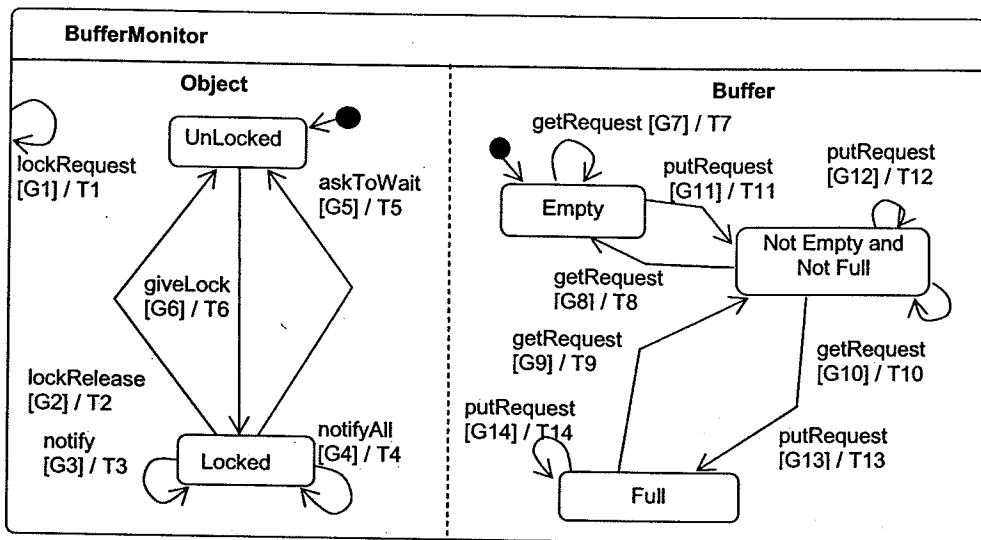 BufferMonitor
Object
UnLocked
lockRequest
[G1] / T1
askToWait
[G5] / T5
giveLock
[G6] / T6
lockRelease
[G2] / T2
notify
[G3] / T3
notifyAll
[G4] / T4
Locked
Buffer
getRequest [G7] / T7
putRequest
[G11] / T11
putRequest
[G12] / T12
Empty
Not Empty and
Not Full
getRequest
[G8] / T8
getRequest
[G9] / T9
getRequest
[G10] / T10
putRequest
[G14] / T14
putRequest
[G13] / T13
Full